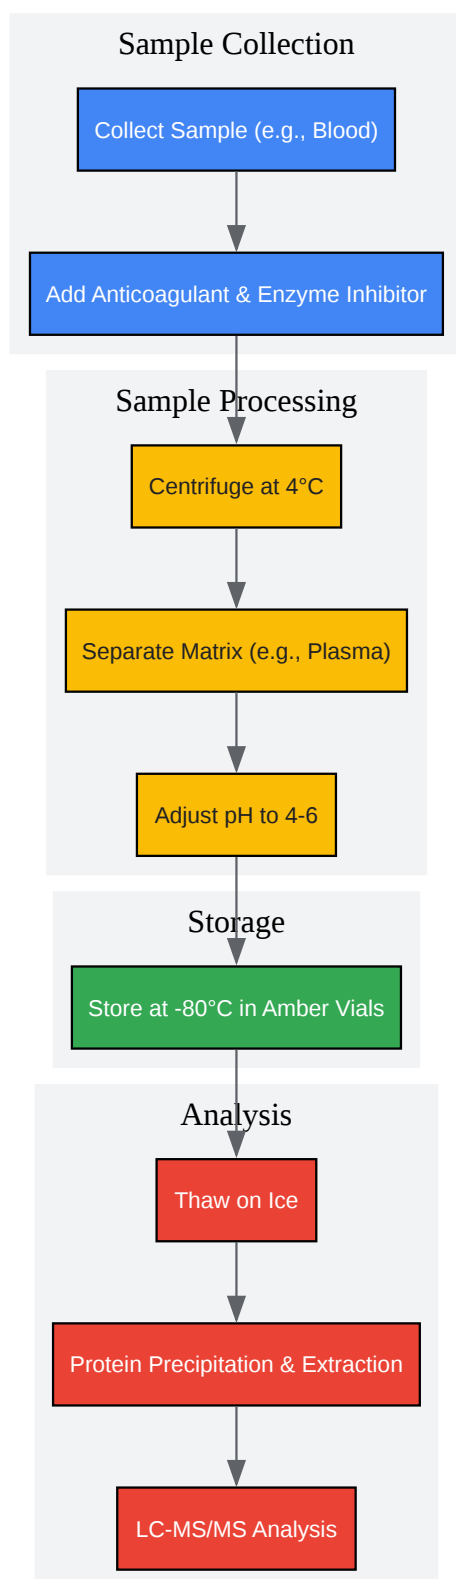 Sample Collection
Collect Sample (e.g., Blood)
Add Anticoagulant & Enzyme Inhibitor
Sample Processing
Centrifuge at 4°C
Separate Matrix (e.g., Plasma)
Adjust pH to 4-6
Storage
Store at -80°C in Amber Vials
Analysis
Thaw on Ice
Protein Precipitation & Extraction
LC-MS/MS Analysis